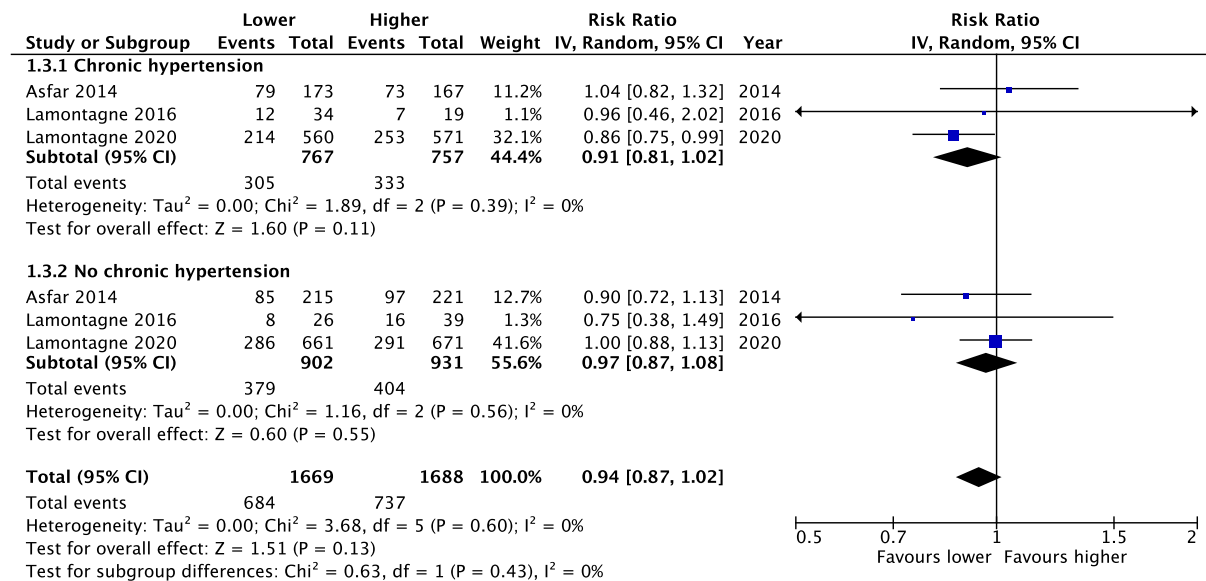 Lower Higher Risk Ratio Risk Ratio
Study or Subgroup Events Total Events Total Weight IV, Random, 95% CI Year IV, Random, 95% CI
1.3.1 Chronic hypertension
Asfar 2014 79 173 73 167 11.2% 1.04 [0.82, 1.32] 2014
Lamontagne 2016 12 34 7 19 1.1% 0.96 [0.46, 2.02] 2016
Lamontagne 2020 214 560 253 571 32.1% 0.86 [0.75, 0.99] 2020
Subtotal (95% CI) 767 757 44.4% 0.91 [0.81, 1.02]
Total events 305 333
Heterogeneity: Tau² = 0.00; Chi² = 1.89, df = 2 (P = 0.39); I² = 0%
Test for overall effect: Z = 1.60 (P = 0.11)
1.3.2 No chronic hypertension
Asfar 2014 85 215 97 221 12.7% 0.90 [0.72, 1.13] 2014
Lamontagne 2016 8 26 16 39 1.3% 0.75 [0.38, 1.49] 2016
Lamontagne 2020 286 661 291 671 41.6% 1.00 [0.88, 1.13] 2020
Subtotal (95% CI) 902 931 55.6% 0.97 [0.87, 1.08]
Total events 379 404
Heterogeneity: Tau² = 0.00; Chi² = 1.16, df = 2 (P = 0.56); I² = 0%
Test for overall effect: Z = 0.60 (P = 0.55)
Total (95% CI) 1669 1688 100.0% 0.94 [0.87, 1.02]
Total events 684 737
Heterogeneity: Tau² = 0.00; Chi² = 3.68, df = 5 (P = 0.60); I² = 0%
Test for overall effect: Z = 1.51 (P = 0.13)
Test for subgroup differences: Chi² = 0.63, df = 1 (P = 0.43), I² = 0%
0.5 0.7 1 1.5 2
Favours lower Favours higher